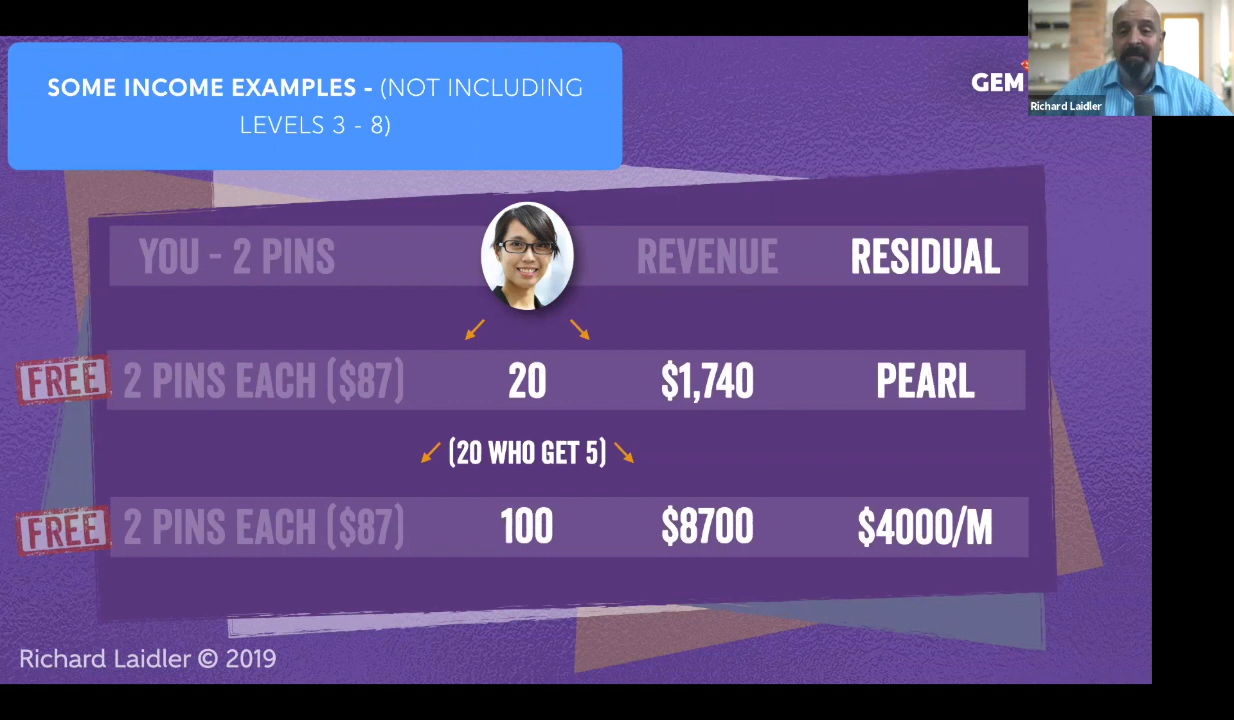 SOME INCOME EXAMPLES - (NOT INCLUDING
LEVELS 3 - 8)
GEM
Richard Laidler
YOU - 2 PINS REVENUE RESIDUAL
FREE 2 PINS EACH ($87) 20 $1,740 PEARL
(20 WHO GET 5)
FREE 2 PINS EACH ($87) 100 $8700 $4000/M
Richard Laidler © 2019